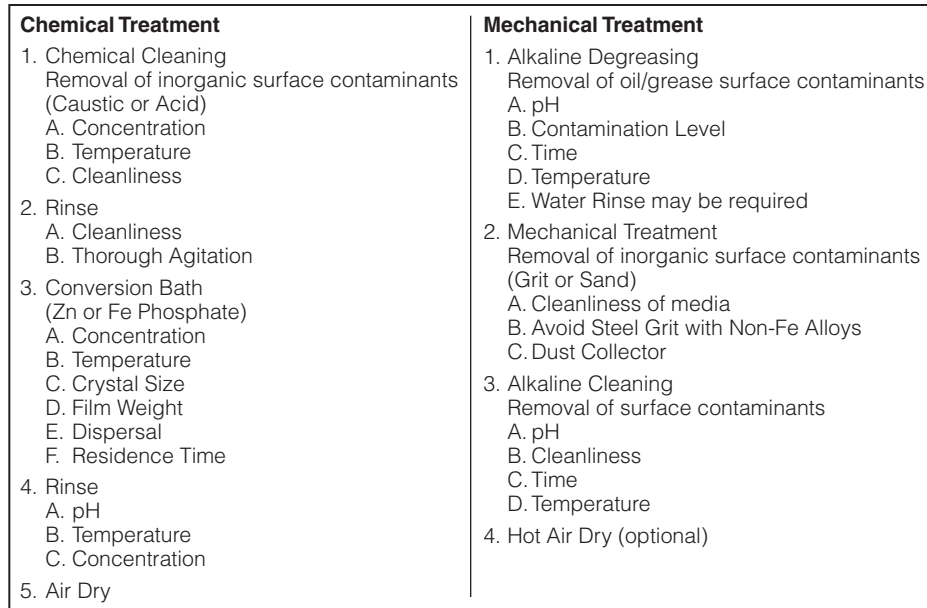 Chemical Treatment
1. Chemical Cleaning
Removal of inorganic surface contaminants
(Caustic or Acid)
A. Concentration
B. Temperature
C. Cleanliness
2. Rinse
A. Cleanliness
B. Thorough Agitation
3. Conversion Bath
(Zn or Fe Phosphate)
A. Concentration
B. Temperature
C. Crystal Size
D. Film Weight
E. Dispersal
F. Residence Time
4. Rinse
A. pH
B. Temperature
C. Concentration
5. Air Dry
Mechanical Treatment
1. Alkaline Degreasing
Removal of oil/grease surface contaminants
A. pH
B. Contamination Level
C. Time
D. Temperature
E. Water Rinse may be required
2. Mechanical Treatment
Removal of inorganic surface contaminants
(Grit or Sand)
A. Cleanliness of media
B. Avoid Steel Grit with Non-Fe Alloys
C. Dust Collector
3. Alkaline Cleaning
Removal of surface contaminants
A. pH
B. Cleanliness
C. Time
D. Temperature
4. Hot Air Dry (optional)